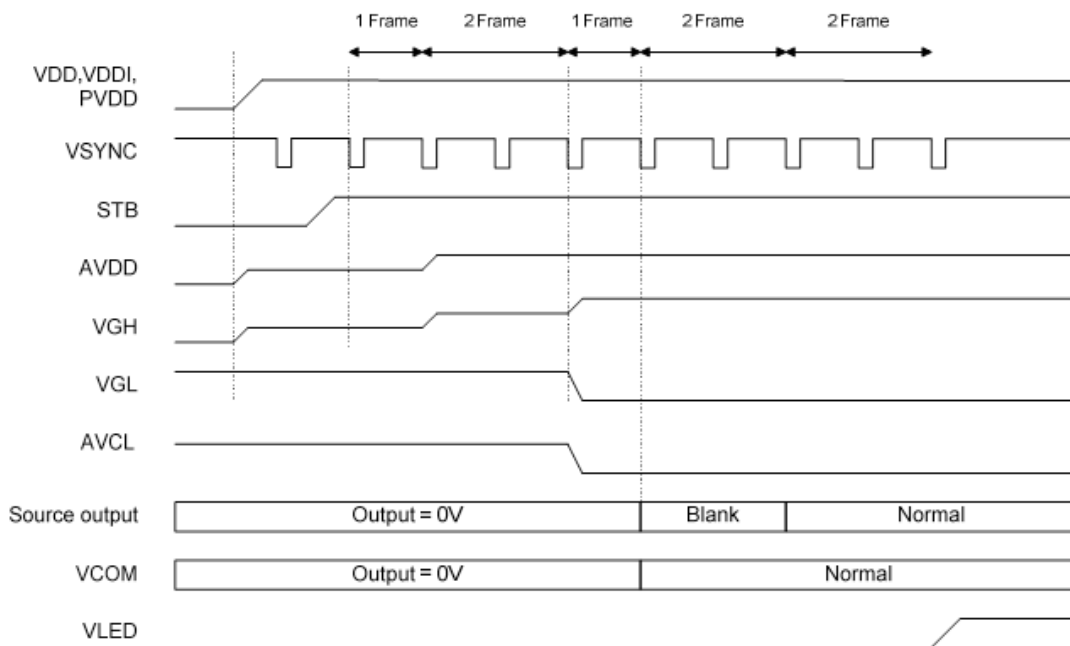 1 Frame 2 Frame 1 Frame 2 Frame 2 Frame
VDD,VDDI,
PVDD
VSYNC
STB
AVDD
VGH
VGL
AVCL
Source output Output = 0V Blank Normal
VCOM Output = 0V Normal
VLED